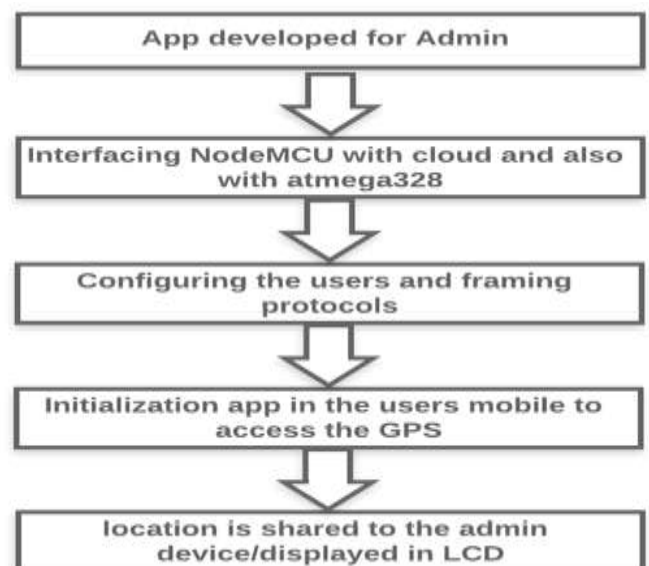 App developed for Admin
Interfacing NodeMCU with cloud and also
with atmega328
Configuring the users and framing
protocols
Initialization app in the users mobile to
access the GPS
location is shared to the admin
device/displayed in LCD